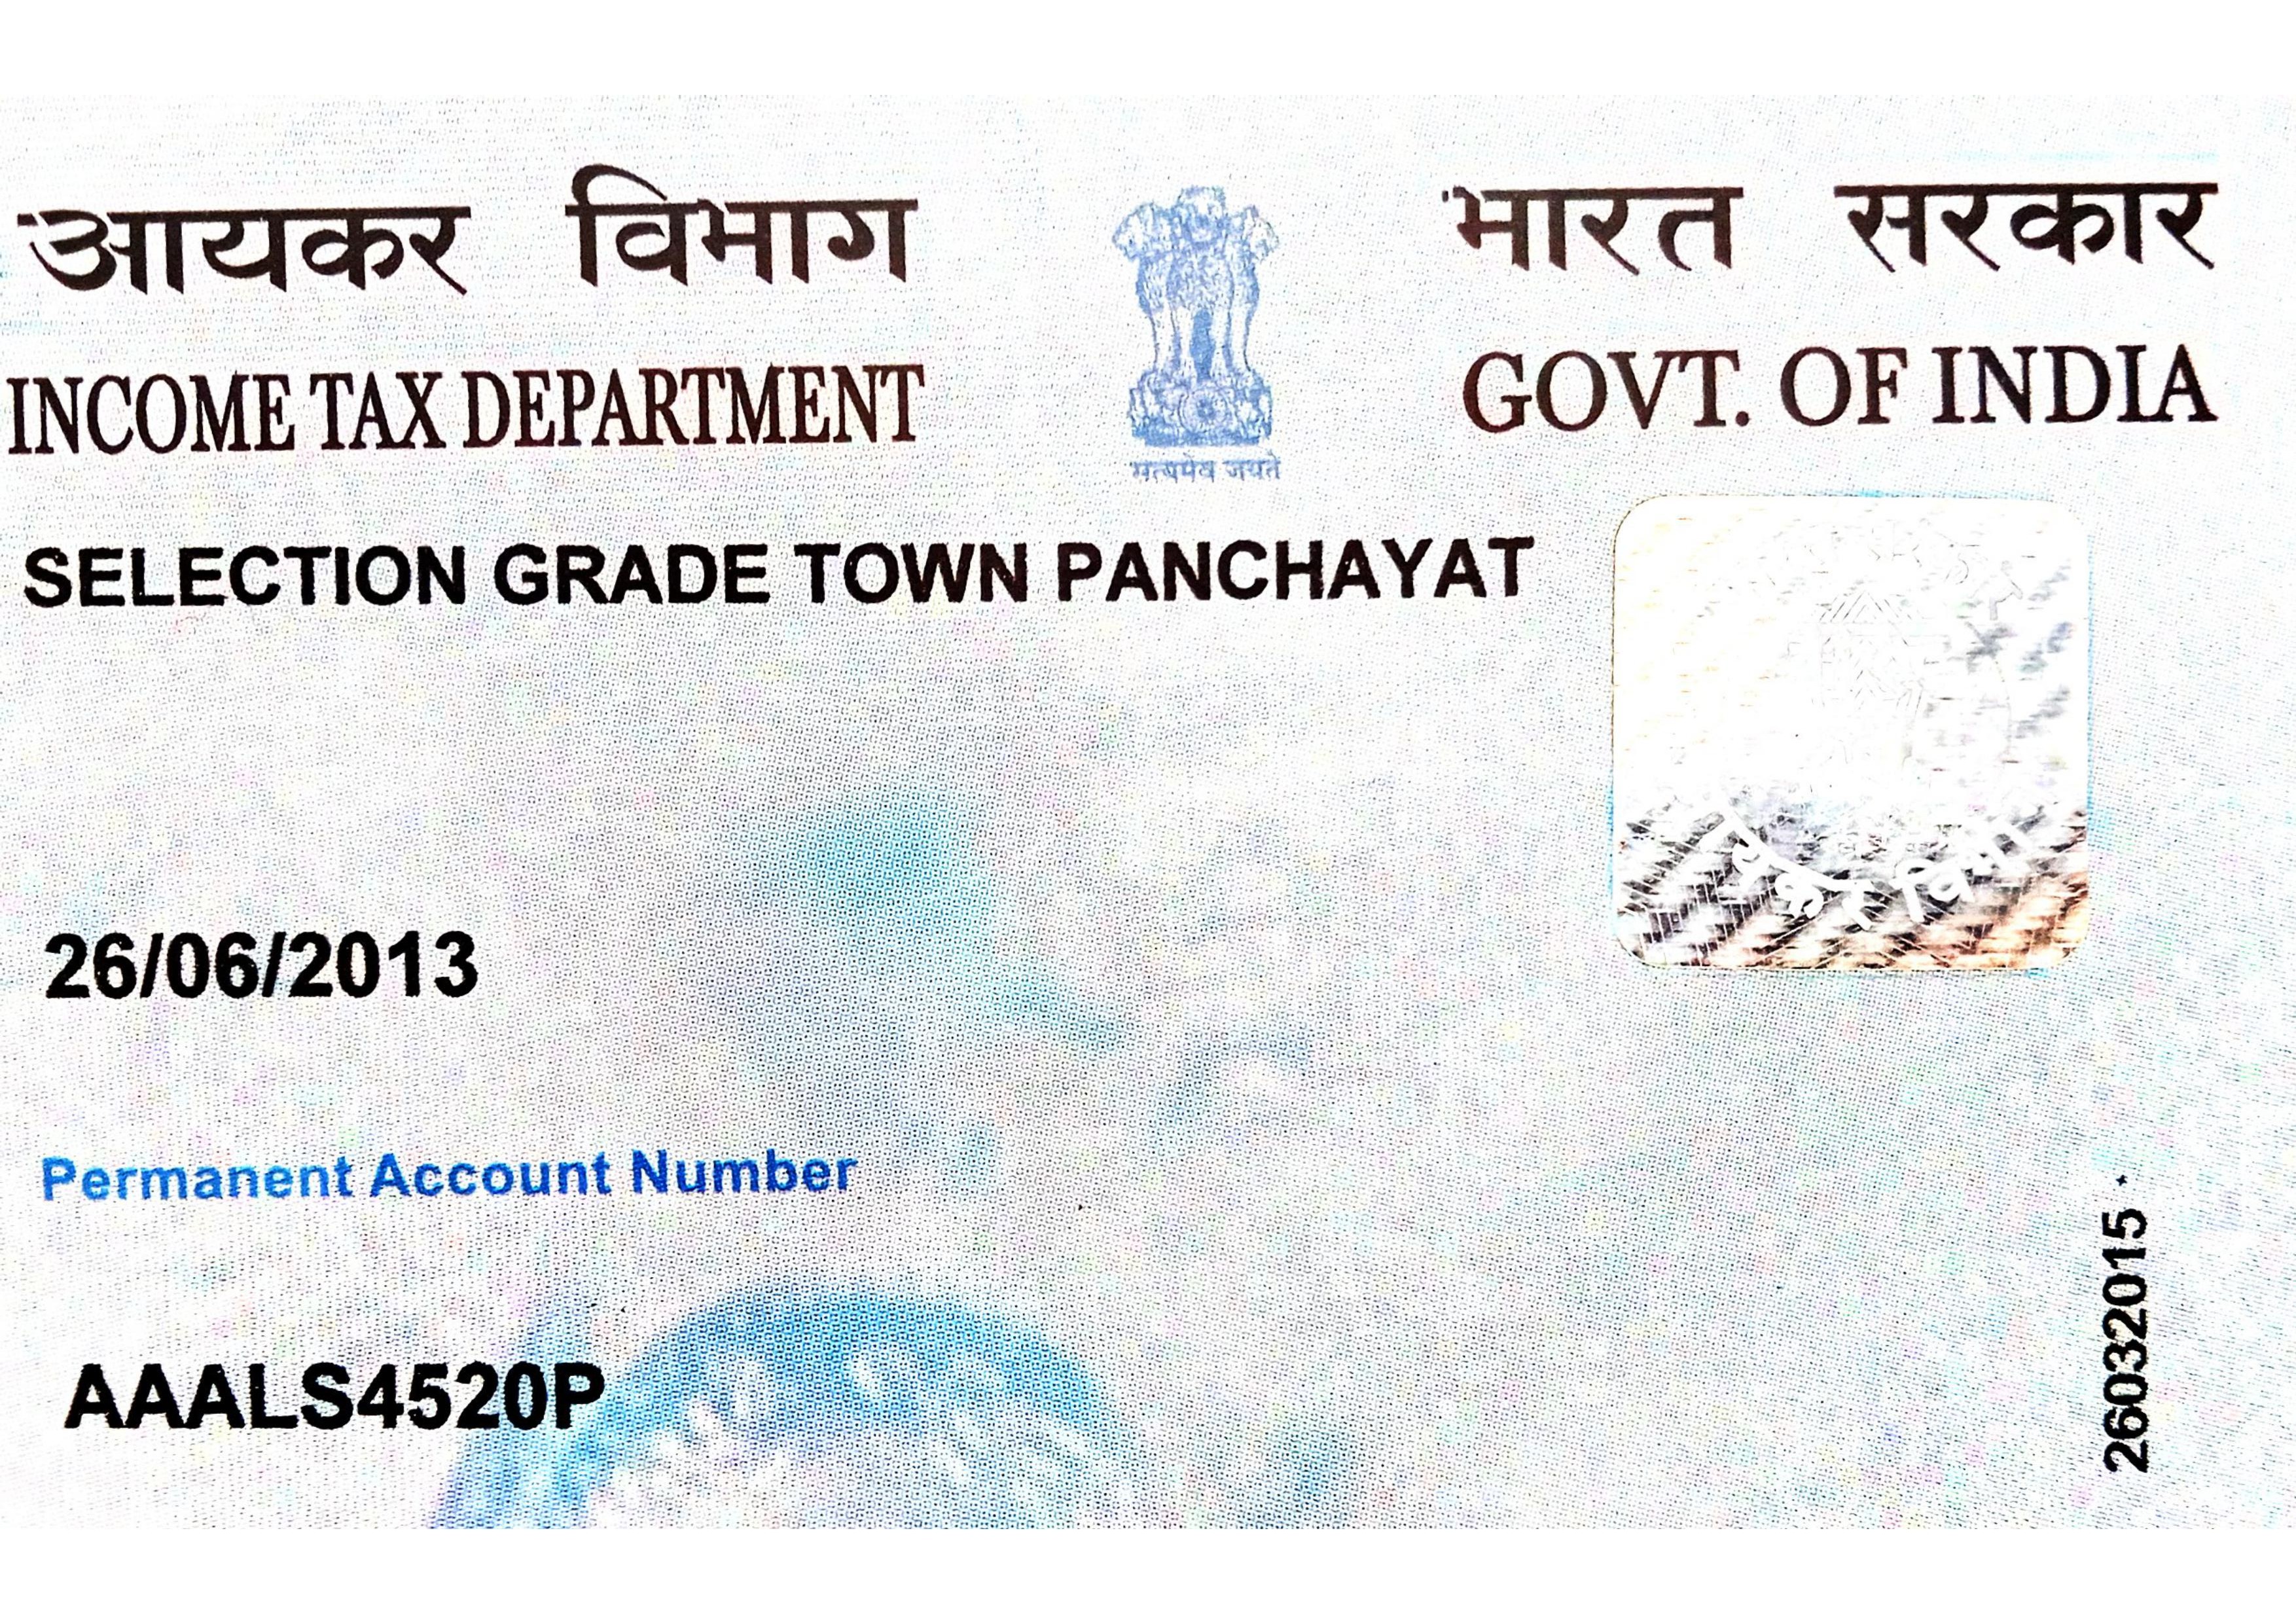 आयकर विभाग
भारत सरकार
INCOME TAX DEPARTMENT
GOVT. OF INDIA
सत्यमेव जयते
SELECTION GRADE TOWN PANCHAYAT
26/06/2013
Permanent Account Number
AAALS4520P
26032015